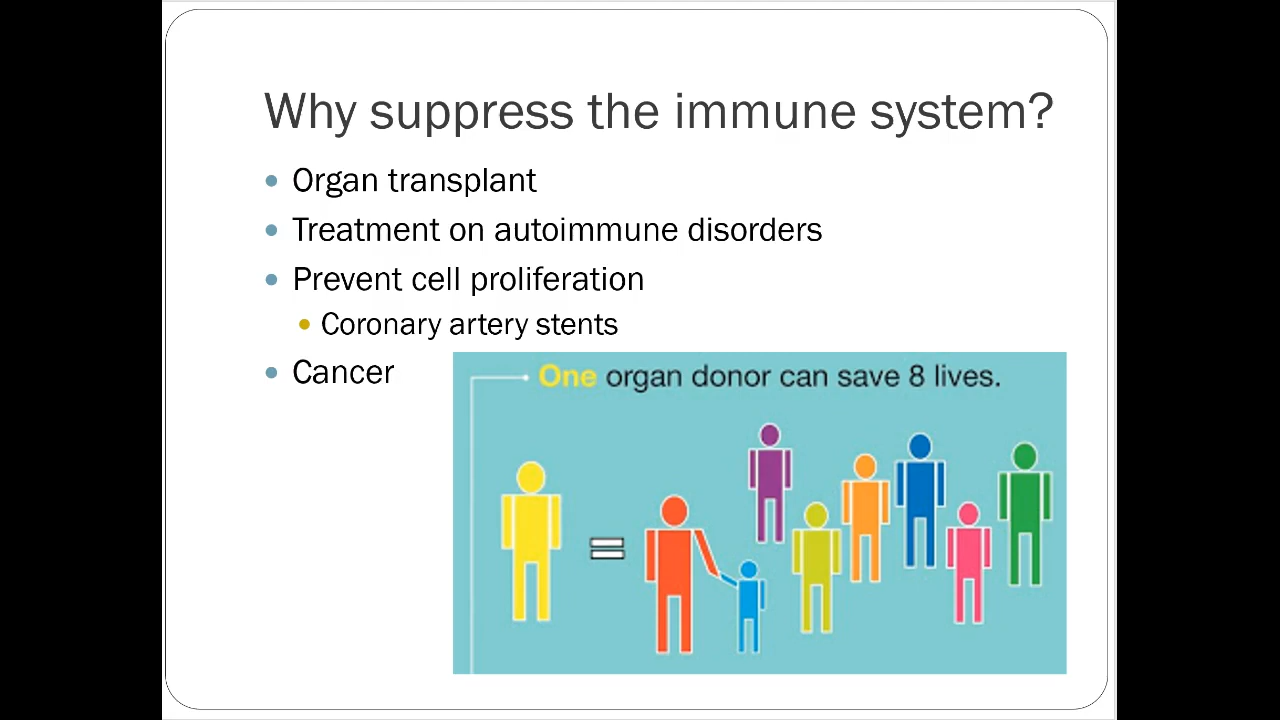 Why suppress the immune system?
Organ transplant
Treatment on autoimmune disorders
Prevent cell proliferation
Coronary artery stents
Cancer
One organ donor can save 8 lives.
=